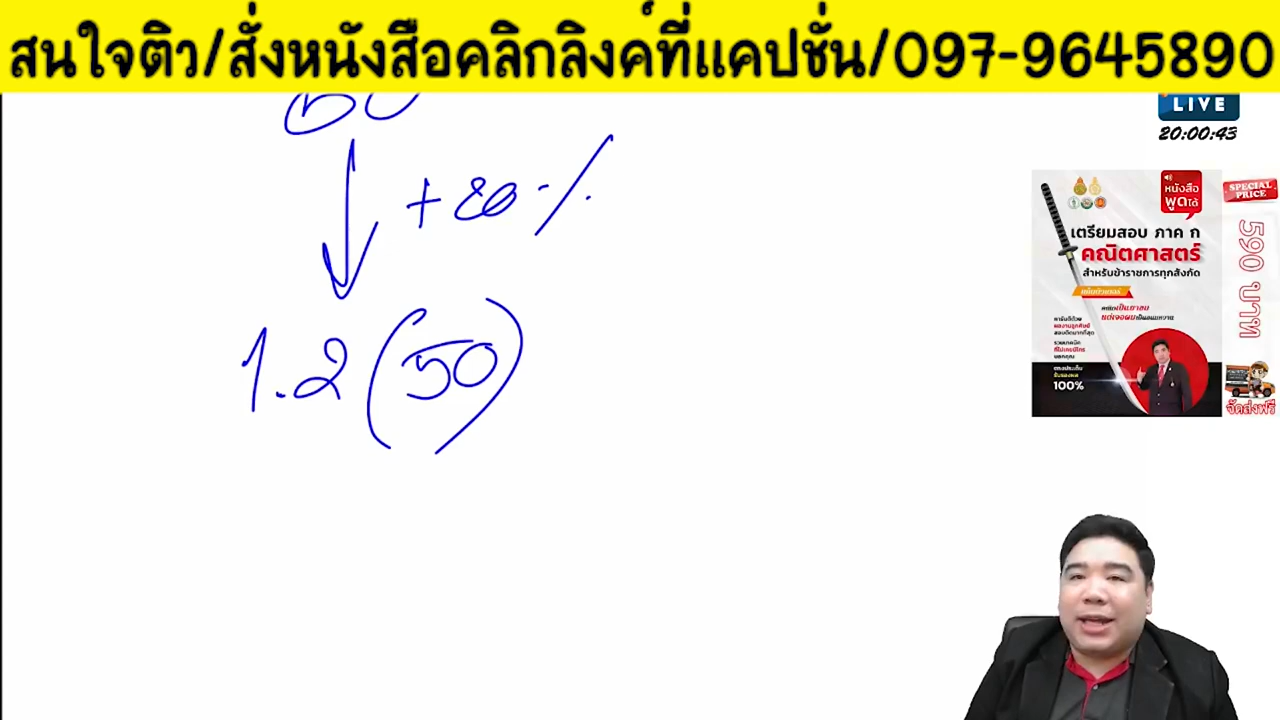 สนใจติว/สั่งหนังสือคลิกลิงค์ที่แคปชั่น/097-9645890
LIVE
20:00:43
50
+20%
1.2(50)
หนังสือ
พูดได้
SPECIAL
PRICE
590 บาท
เตรียมสอบ ภาค ก
คณิตศาสตร์
สำหรับข้าราชการทุกสังกัด
100%
จัดส่งฟรี